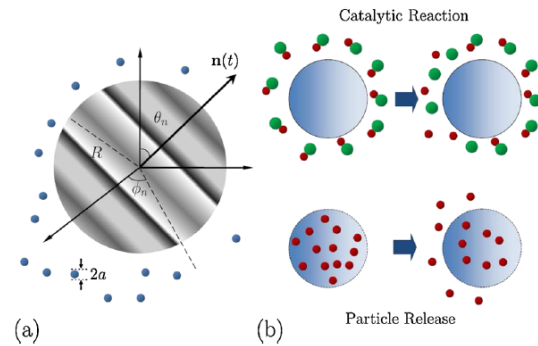 Catalytic Reaction
n(t)
θn
R
ϕn
2a
Particle Release
(a)
(b)